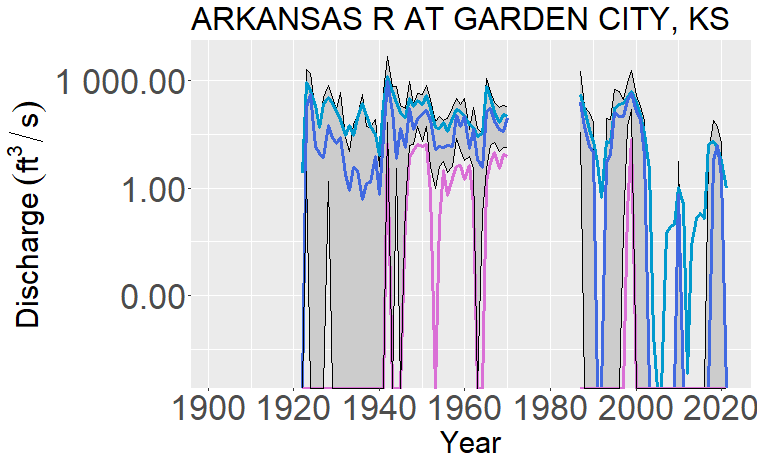 ARKANSAS R AT GARDEN CITY, KS
1 000.00
1.00
0.00
Discharge (ft³/s)
1900 1920 1940 1960 1980 2000 2020
Year